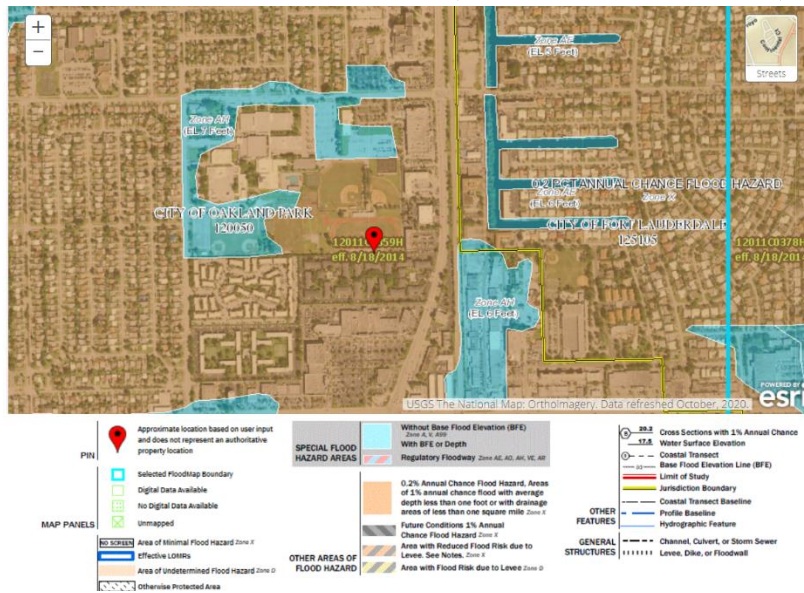 +
−
Streets
Zone AE
(EL 5 Feet)
Zone AH
(EL 7 Feet)
0.2 PCT ANNUAL CHANCE FLOOD HAZARD
Zone X
Zone AE
(EL 6 Feet)
CITY OF OAKLAND PARK
120050
CITY OF FORT LAUDERDALE
125105
eff. 8/18/2014
12011C0378H
eff. 8/18/2014
Zone AH
(EL 6 Feet)
USGS The National Map: Orthoimagery. Data refreshed October, 2020.
POWERED BY
esri
PIN
Approximate location based on user input
and does not represent an authoritative
property location
MAP PANELS
Selected FloodMap Boundary
Digital Data Available
No Digital Data Available
Unmapped
NO SCREEN Area of Minimal Flood Hazard Zone X
Effective LOMRs
Area of Undetermined Flood Hazard Zone D
Otherwise Protected Area
SPECIAL FLOOD
HAZARD AREAS
Without Base Flood Elevation (BFE)
Zone A, V, A99
With BFE or Depth
Regulatory Floodway Zone AE, AO, AH, VE, AR
OTHER AREAS OF
FLOOD HAZARD
0.2% Annual Chance Flood Hazard, Areas
of 1% annual chance flood with average
depth less than one foot or with drainage
areas of less than one square mile Zone X
Future Conditions 1% Annual
Chance Flood Hazard Zone X
Area with Reduced Flood Risk due to
Levee. See Notes. Zone X
Area with Flood Risk due to Levee Zone D
20.2 Cross Sections with 1% Annual Chance
17.5 Water Surface Elevation
Coastal Transect
Base Flood Elevation Line (BFE)
Limit of Study
Jurisdiction Boundary
Coastal Transect Baseline
OTHER
FEATURES
Profile Baseline
Hydrographic Feature
GENERAL
STRUCTURES
Channel, Culvert, or Storm Sewer
Levee, Dike, or Floodwall